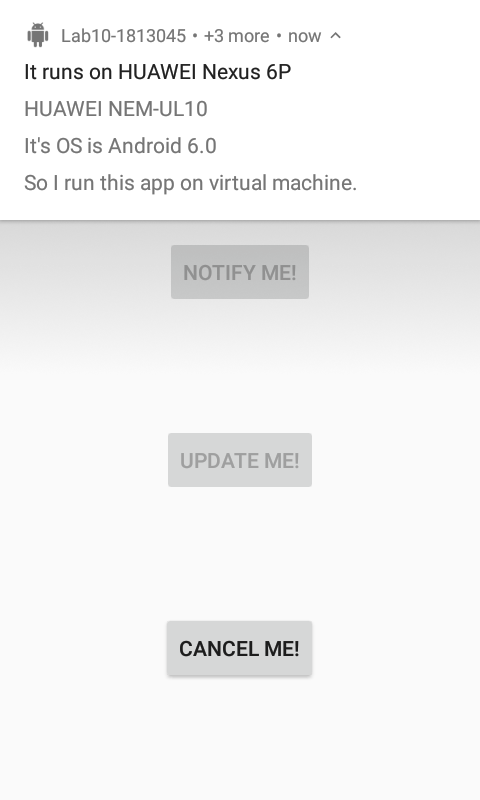 Lab10-1813045 • +3 more • now
It runs on HUAWEI Nexus 6P
HUAWEI NEM-UL10
It's OS is Android 6.0
So I run this app on virtual machine.
NOTIFY ME!
UPDATE ME!
CANCEL ME!